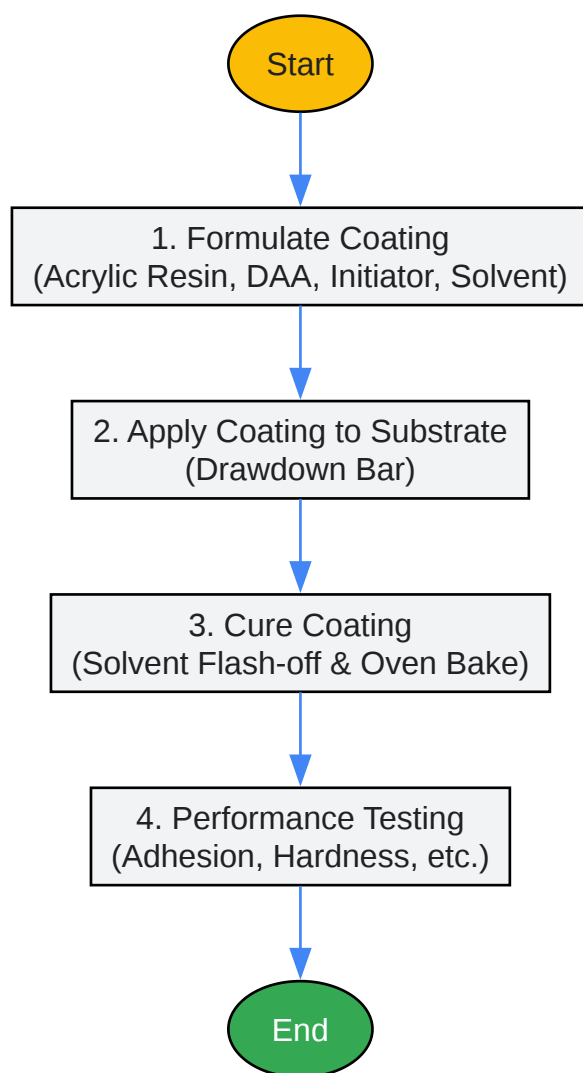 Start
1. Formulate Coating
(Acrylic Resin, DAA, Initiator, Solvent)
2. Apply Coating to Substrate
(Drawdown Bar)
3. Cure Coating
(Solvent Flash-off & Oven Bake)
4. Performance Testing
(Adhesion, Hardness, etc.)
End